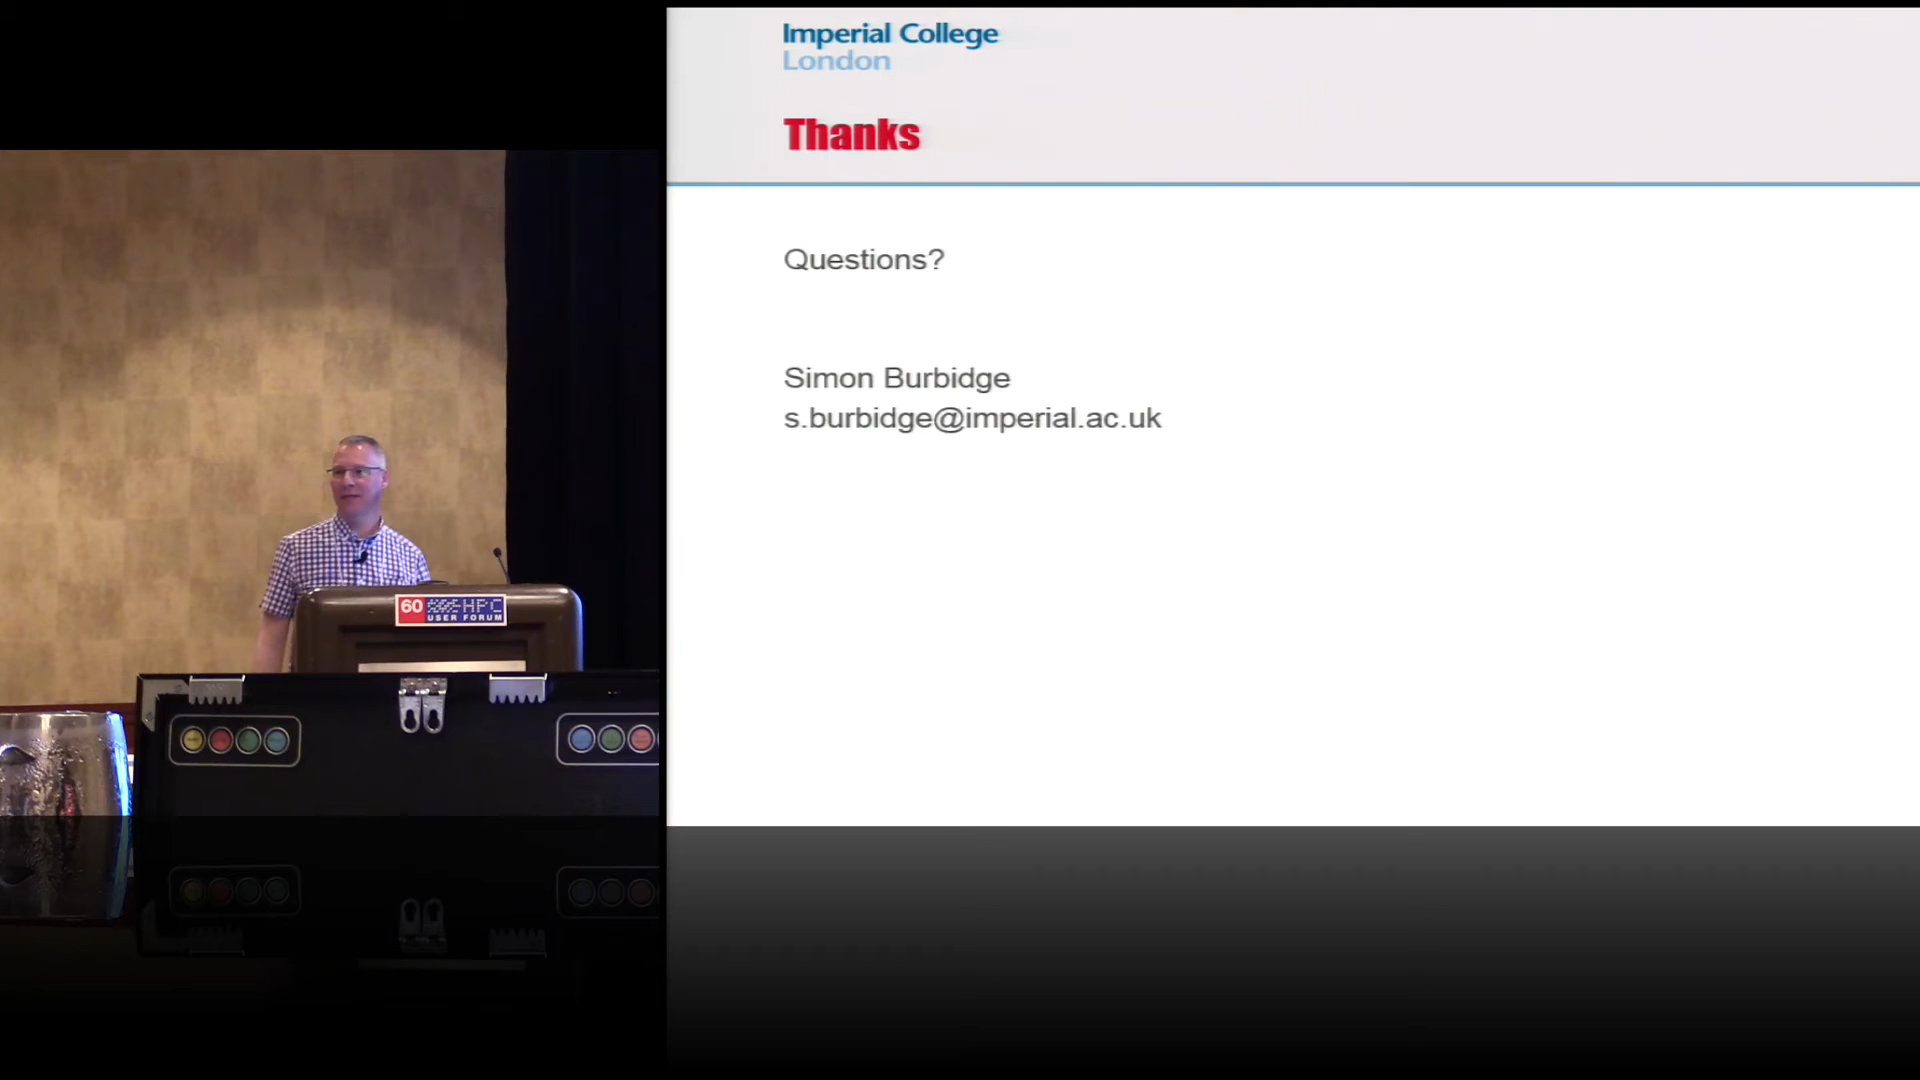 Imperial College
London
Thanks
Questions?
Simon Burbidge
s.burbidge@imperial.ac.uk
60 HPC
USER FORUM